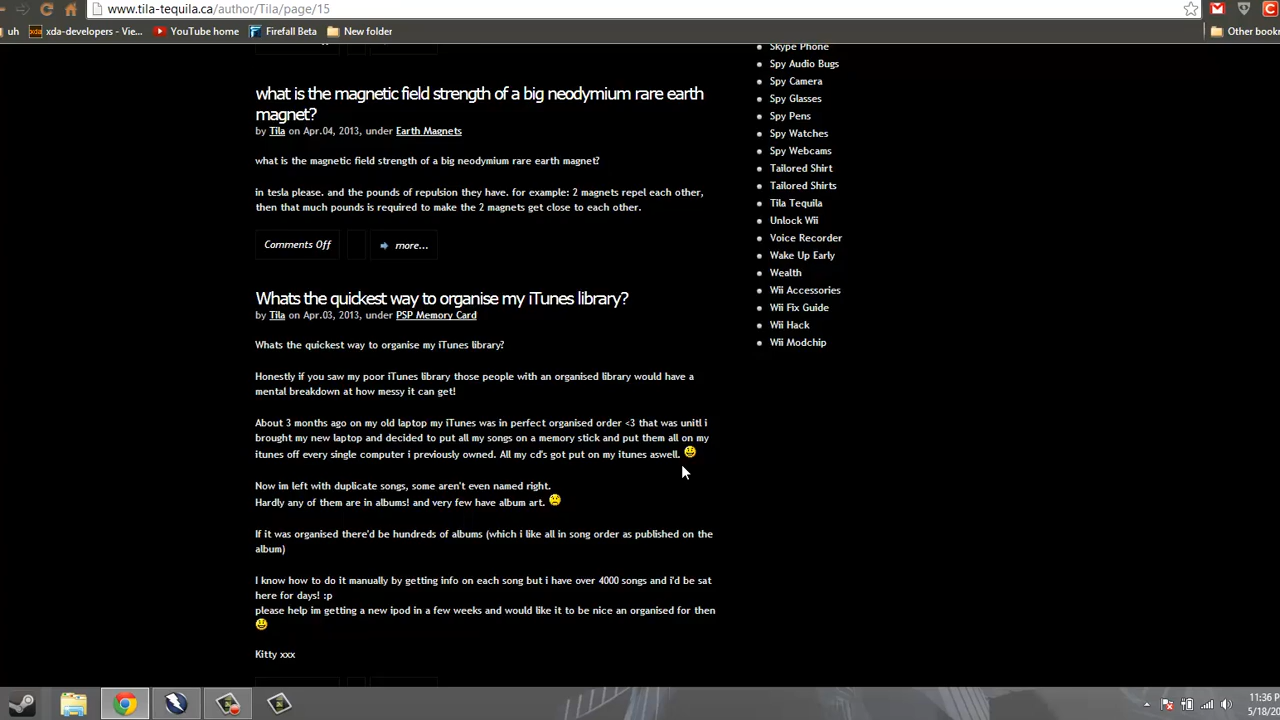 www.tila-tequila.ca/author/Tila/page/15
uh xda-developers - Vie... YouTube home Firefall Beta New folder Other book
what is the magnetic field strength of a big neodymium rare earth
magnet?
by Tila on Apr.04, 2013, under Earth Magnets
what is the magnetic field strength of a big neodymium rare earth magnet?
in tesla please. and the pounds of repulsion they have. for example: 2 magnets repel each other,
then that much pounds is required to make the 2 magnets get close to each other.
Comments Off more...
Whats the quickest way to organise my iTunes library?
by Tila on Apr.03, 2013, under PSP Memory Card
Whats the quickest way to organise my iTunes library?
Honestly if you saw my poor iTunes library those people with an organised library would have a
mental breakdown at how messy it can get!
About 3 months ago on my old laptop my iTunes was in perfect organised order <3 that was unitl i
brought my new laptop and decided to put all my songs on a memory stick and put them all on my
itunes off every single computer i previously owned. All my cd's got put on my itunes aswell.
Now im left with duplicate songs, some aren't even named right.
Hardly any of them are in albums! and very few have album art.
If it was organised there'd be hundreds of albums (which i like all in song order as published on the
album)
I know how to do it manually by getting info on each song but i have over 4000 songs and i'd be sat
here for days! :p
please help im getting a new ipod in a few weeks and would like it to be nice an organised for then
Kitty xxx
Skype Phone
Spy Audio Bugs
Spy Camera
Spy Glasses
Spy Pens
Spy Watches
Spy Webcams
Tailored Shirt
Tailored Shirts
Tila Tequila
Unlock Wii
Voice Recorder
Wake Up Early
Wealth
Wii Accessories
Wii Fix Guide
Wii Hack
Wii Modchip
11:36 P
5/18/20